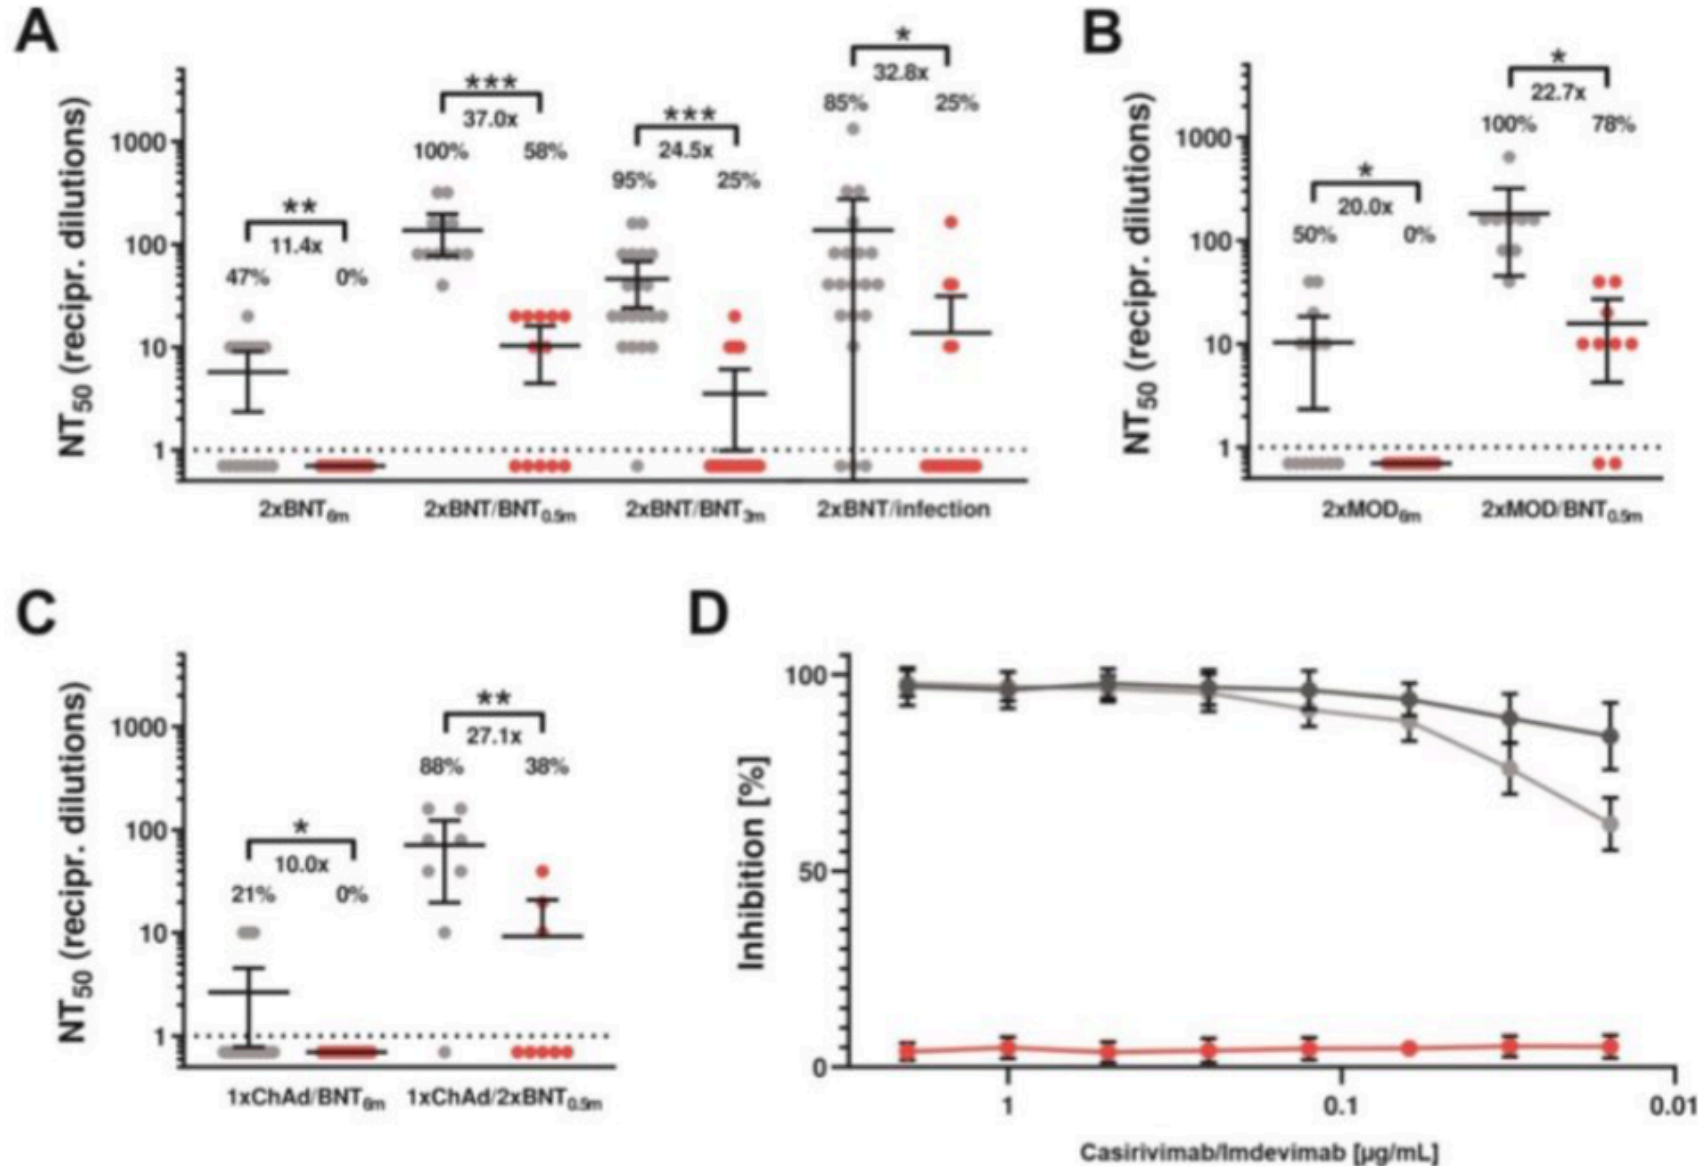 A
NT50 (recipr. dilutions)
1000
100
10
1
**
11.4x
47% 0%
***
37.0x
100% 58%
***
24.5x
95% 25%
*
32.8x
85% 25%
2xBNT6m 2xBNT/BNT0.5m 2xBNT/BNT3m 2xBNT/infection
B
NT50 (recipr. dilutions)
1000
100
10
1
*
20.0x
50% 0%
*
22.7x
100% 78%
2xMOD6m 2xMOD/BNT0.5m
C
NT50 (recipr. dilutions)
1000
100
10
1
*
10.0x
21% 0%
**
27.1x
88% 38%
1xChAd/BNT6m 1xChAd/2xBNT0.5m
D
Inhibition [%]
100
50
0
1 0.1 0.01
Casirivimab/Imdevimab [µg/mL]